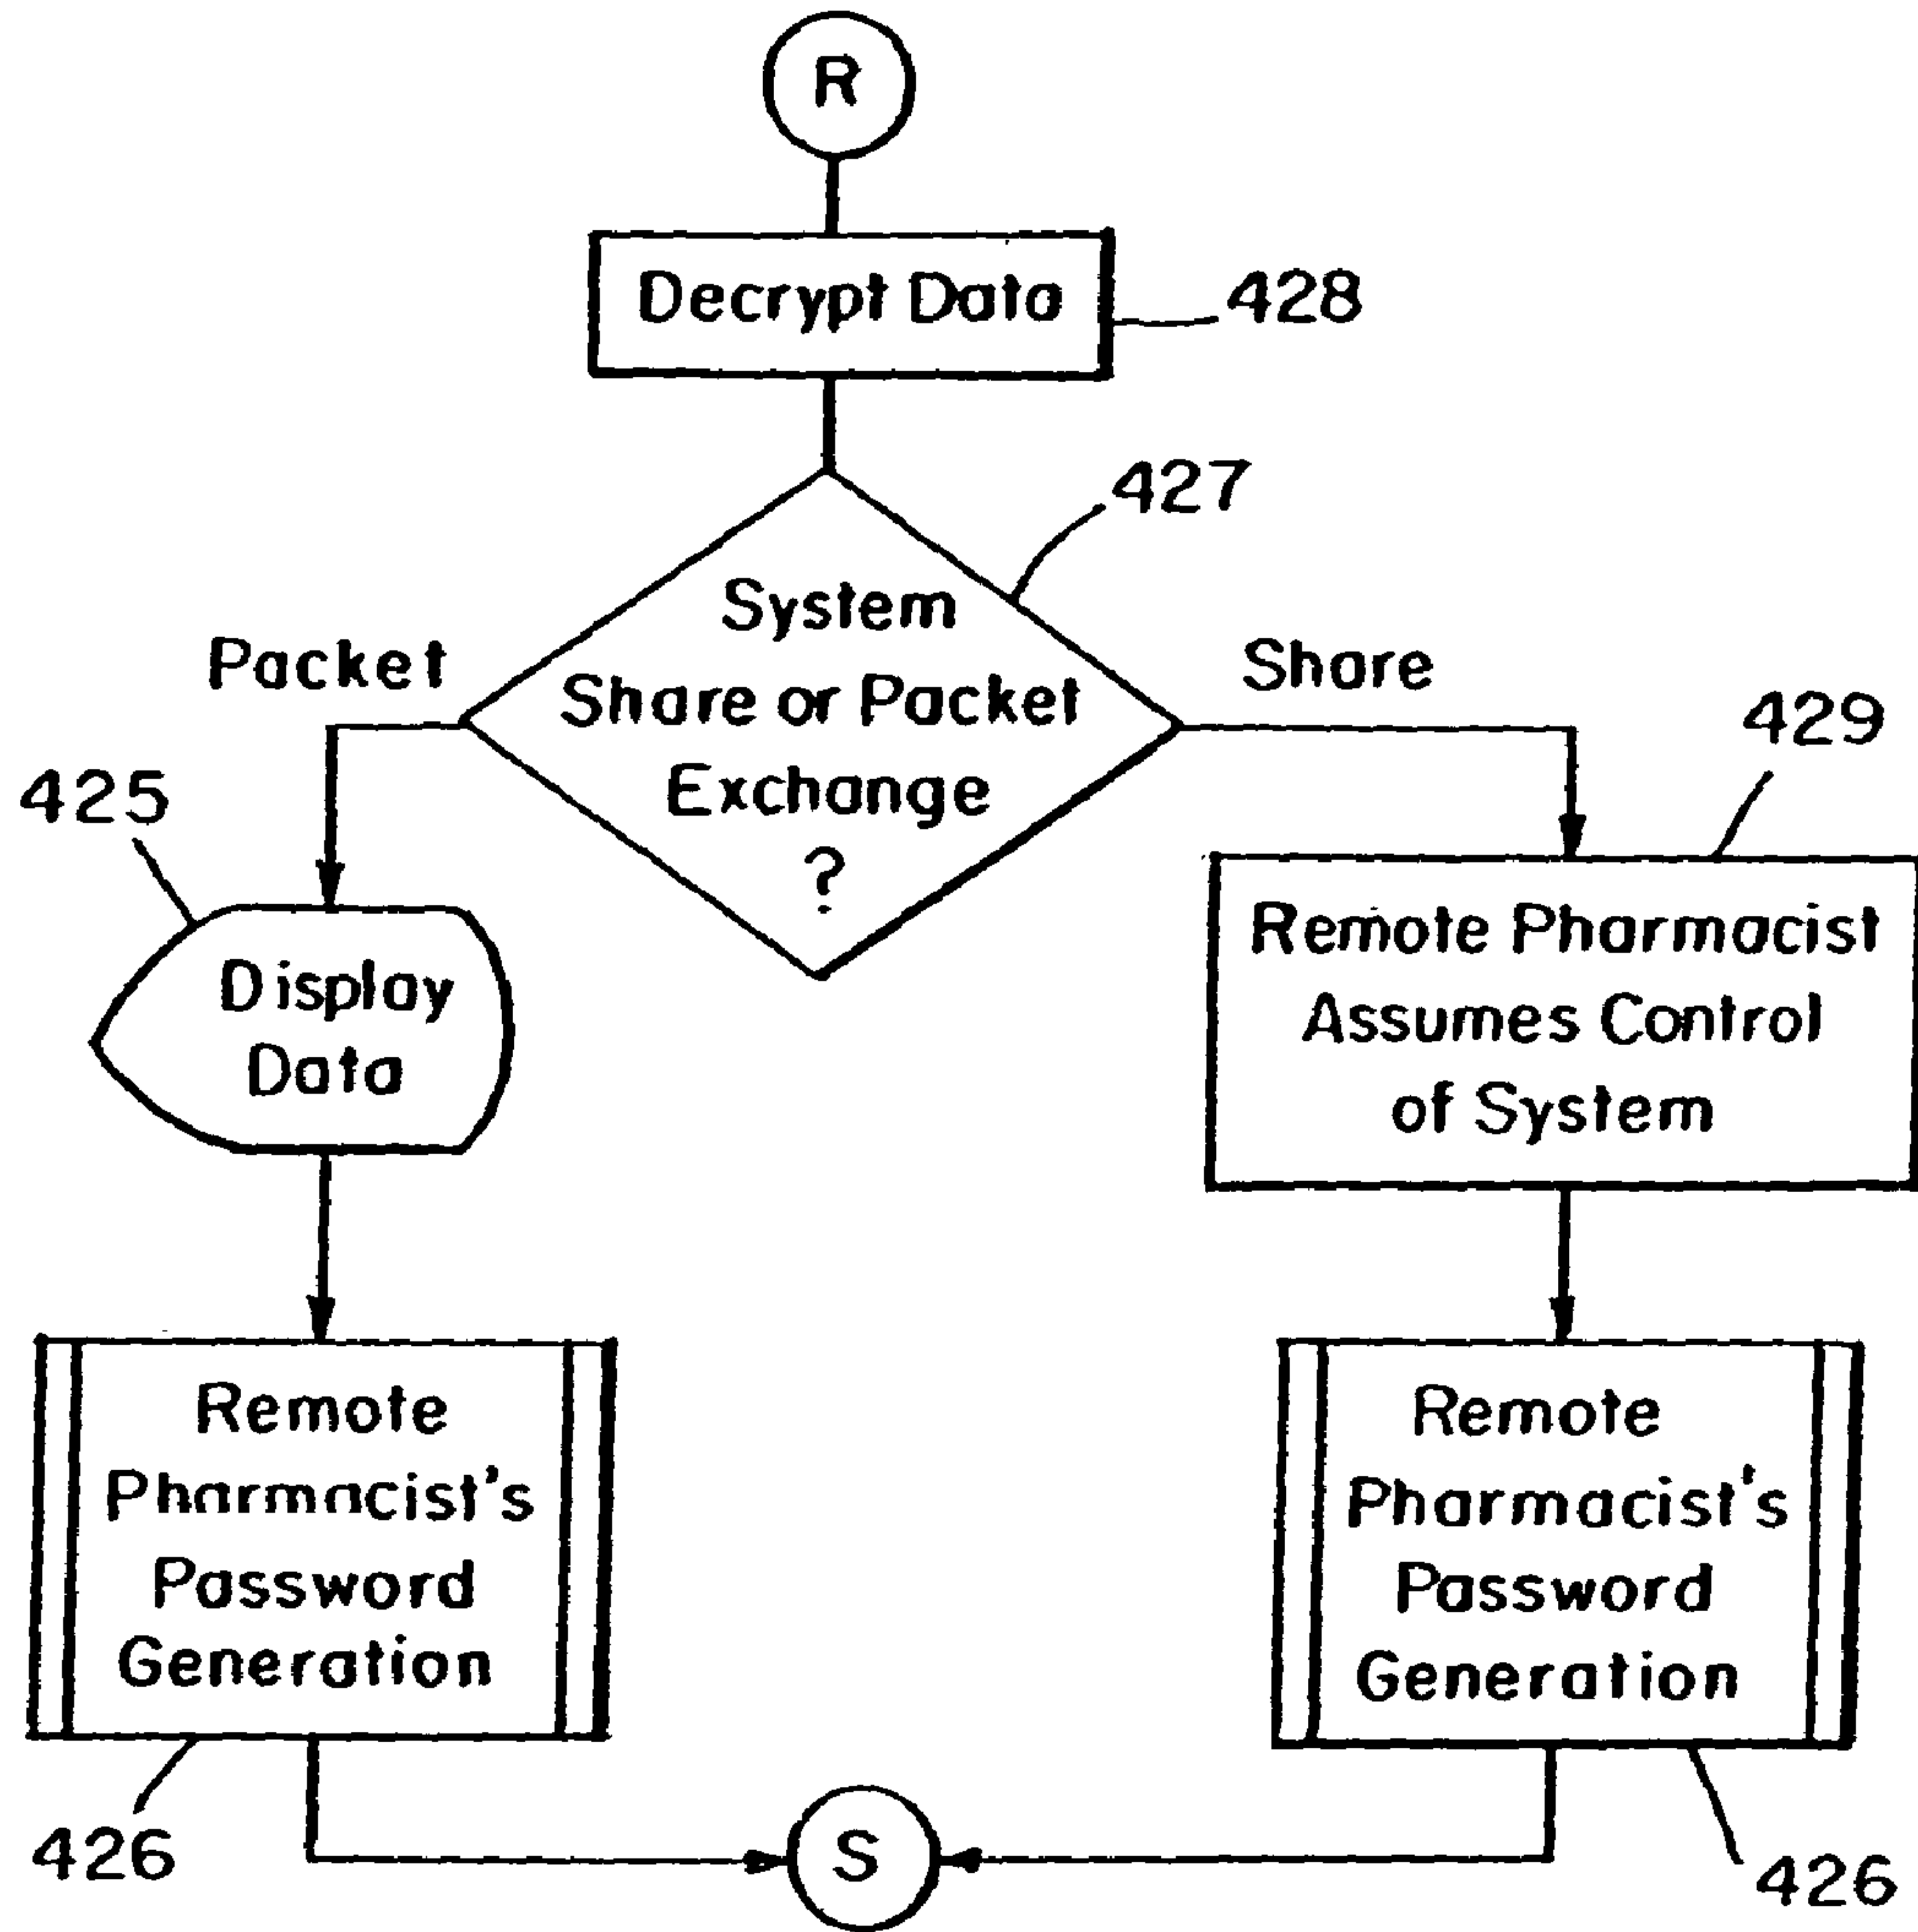 R
Decrypt Data
428
427
System
Share or Packet
Exchange
?
Packet
Share
429
425
Display
Data
Remote Pharmacist
Assumes Control
of System
Remote
Pharmacist's
Password
Generation
426
Remote
Pharmacist's
Password
Generation
426
S